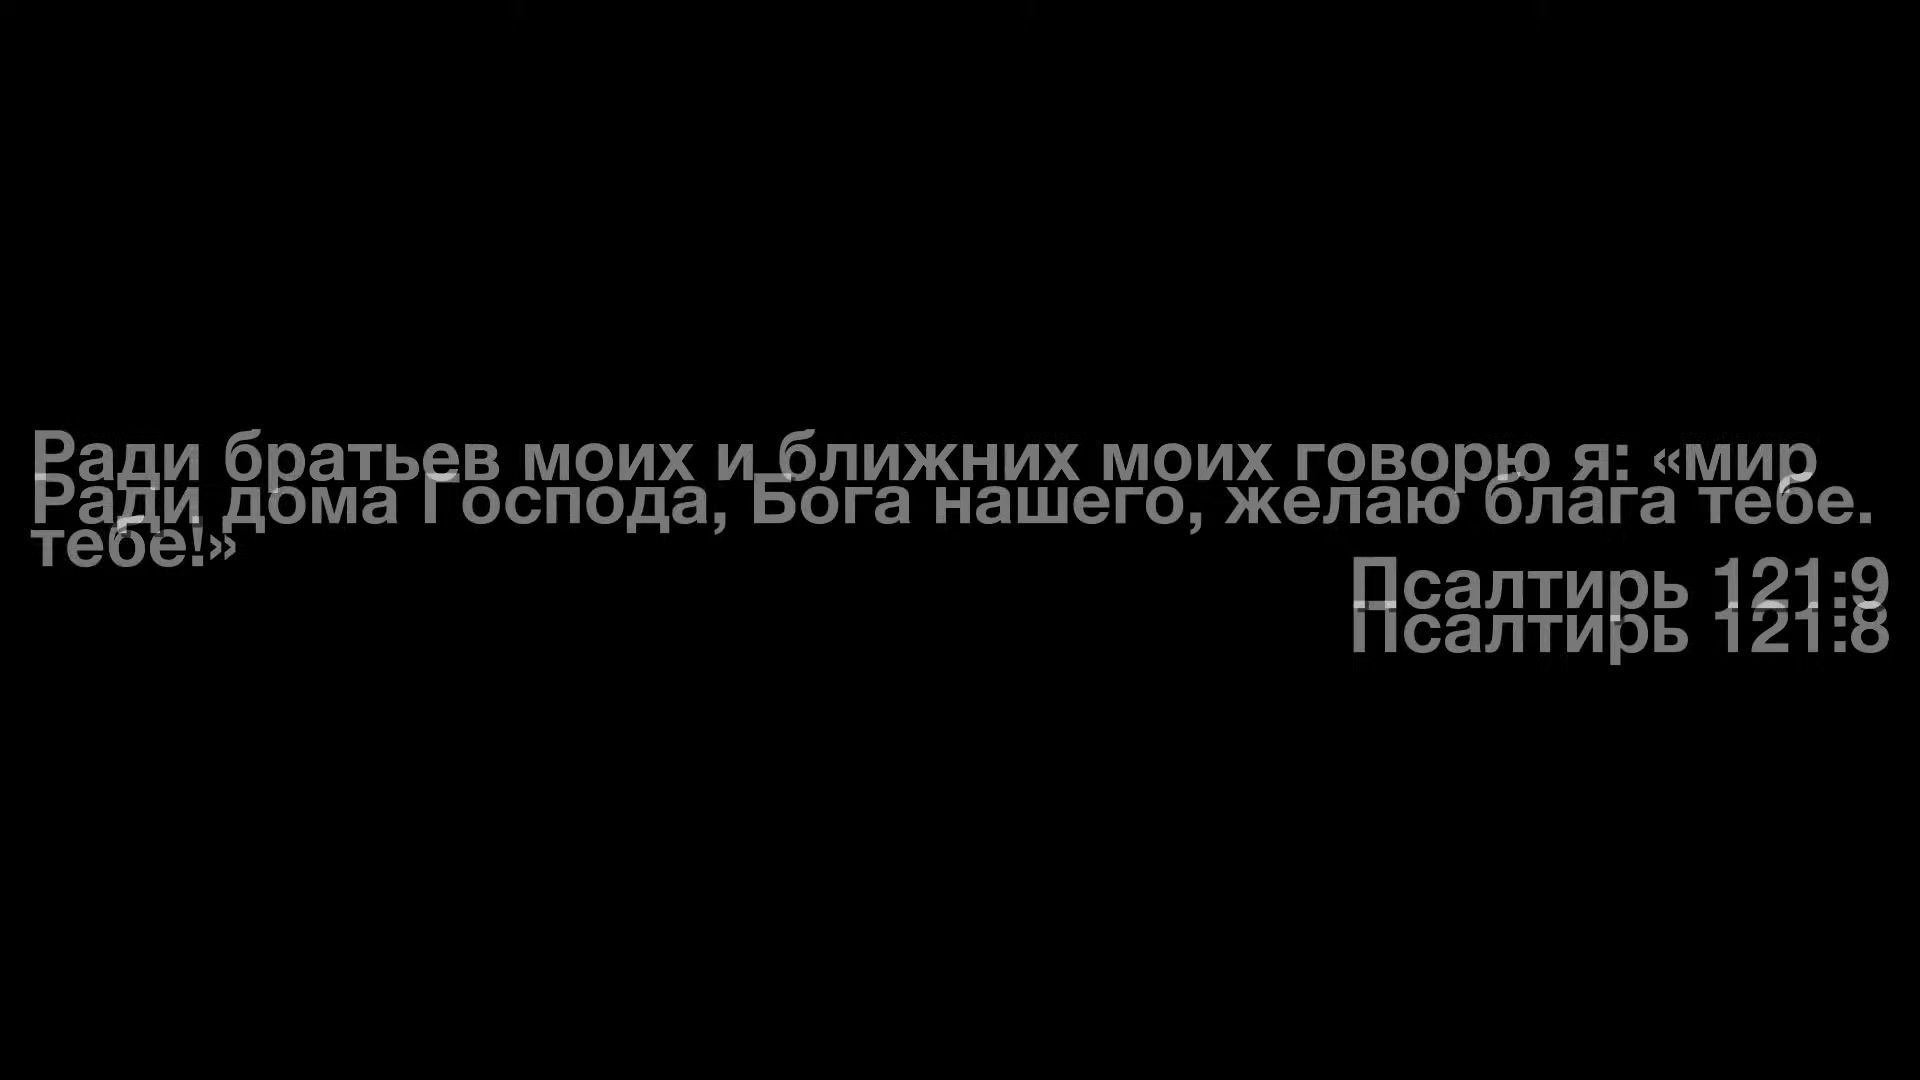 Ради братьев моих и ближних моих говорю я: «мир
Ради дома Господа, Бога нашего, желаю блага тебе.
тебе!»
Псалтирь 121:9
Псалтирь 121:8